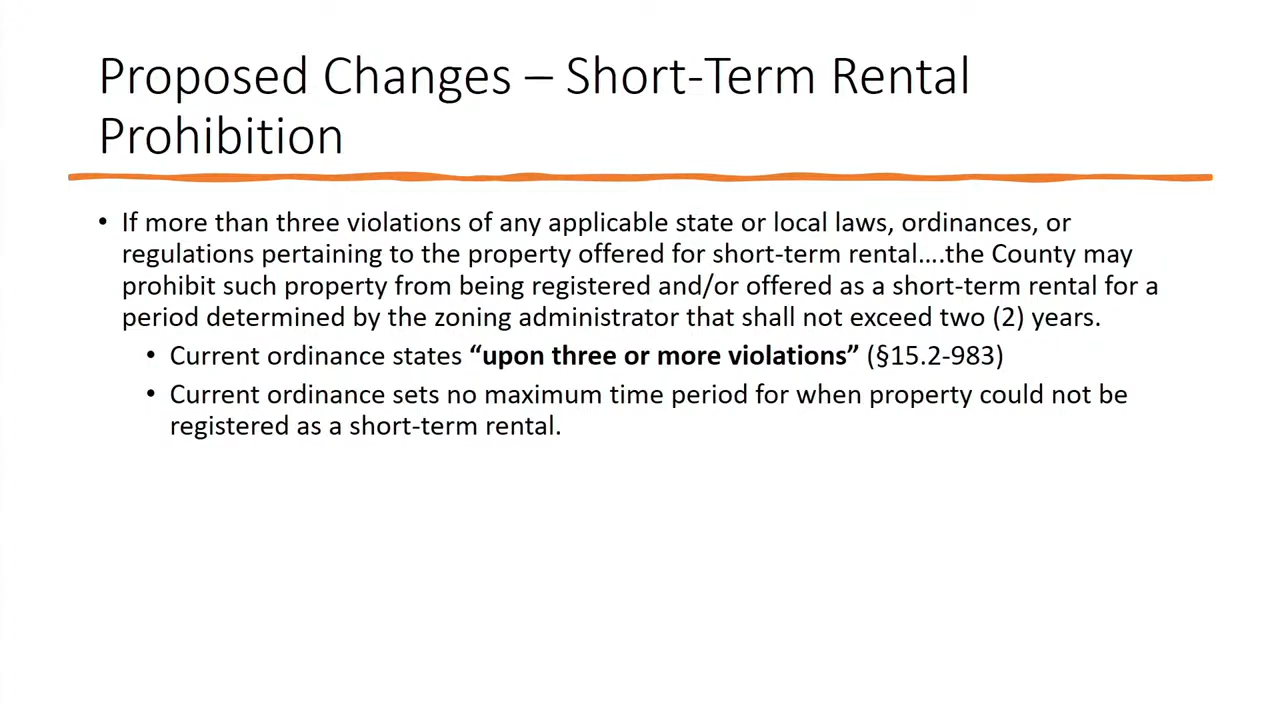 Proposed Changes – Short-Term Rental
Prohibition
• If more than three violations of any applicable state or local laws, ordinances, or
regulations pertaining to the property offered for short-term rental….the County may
prohibit such property from being registered and/or offered as a short-term rental for a
period determined by the zoning administrator that shall not exceed two (2) years.
• Current ordinance states “upon three or more violations” (§15.2-983)
• Current ordinance sets no maximum time period for when property could not be
registered as a short-term rental.